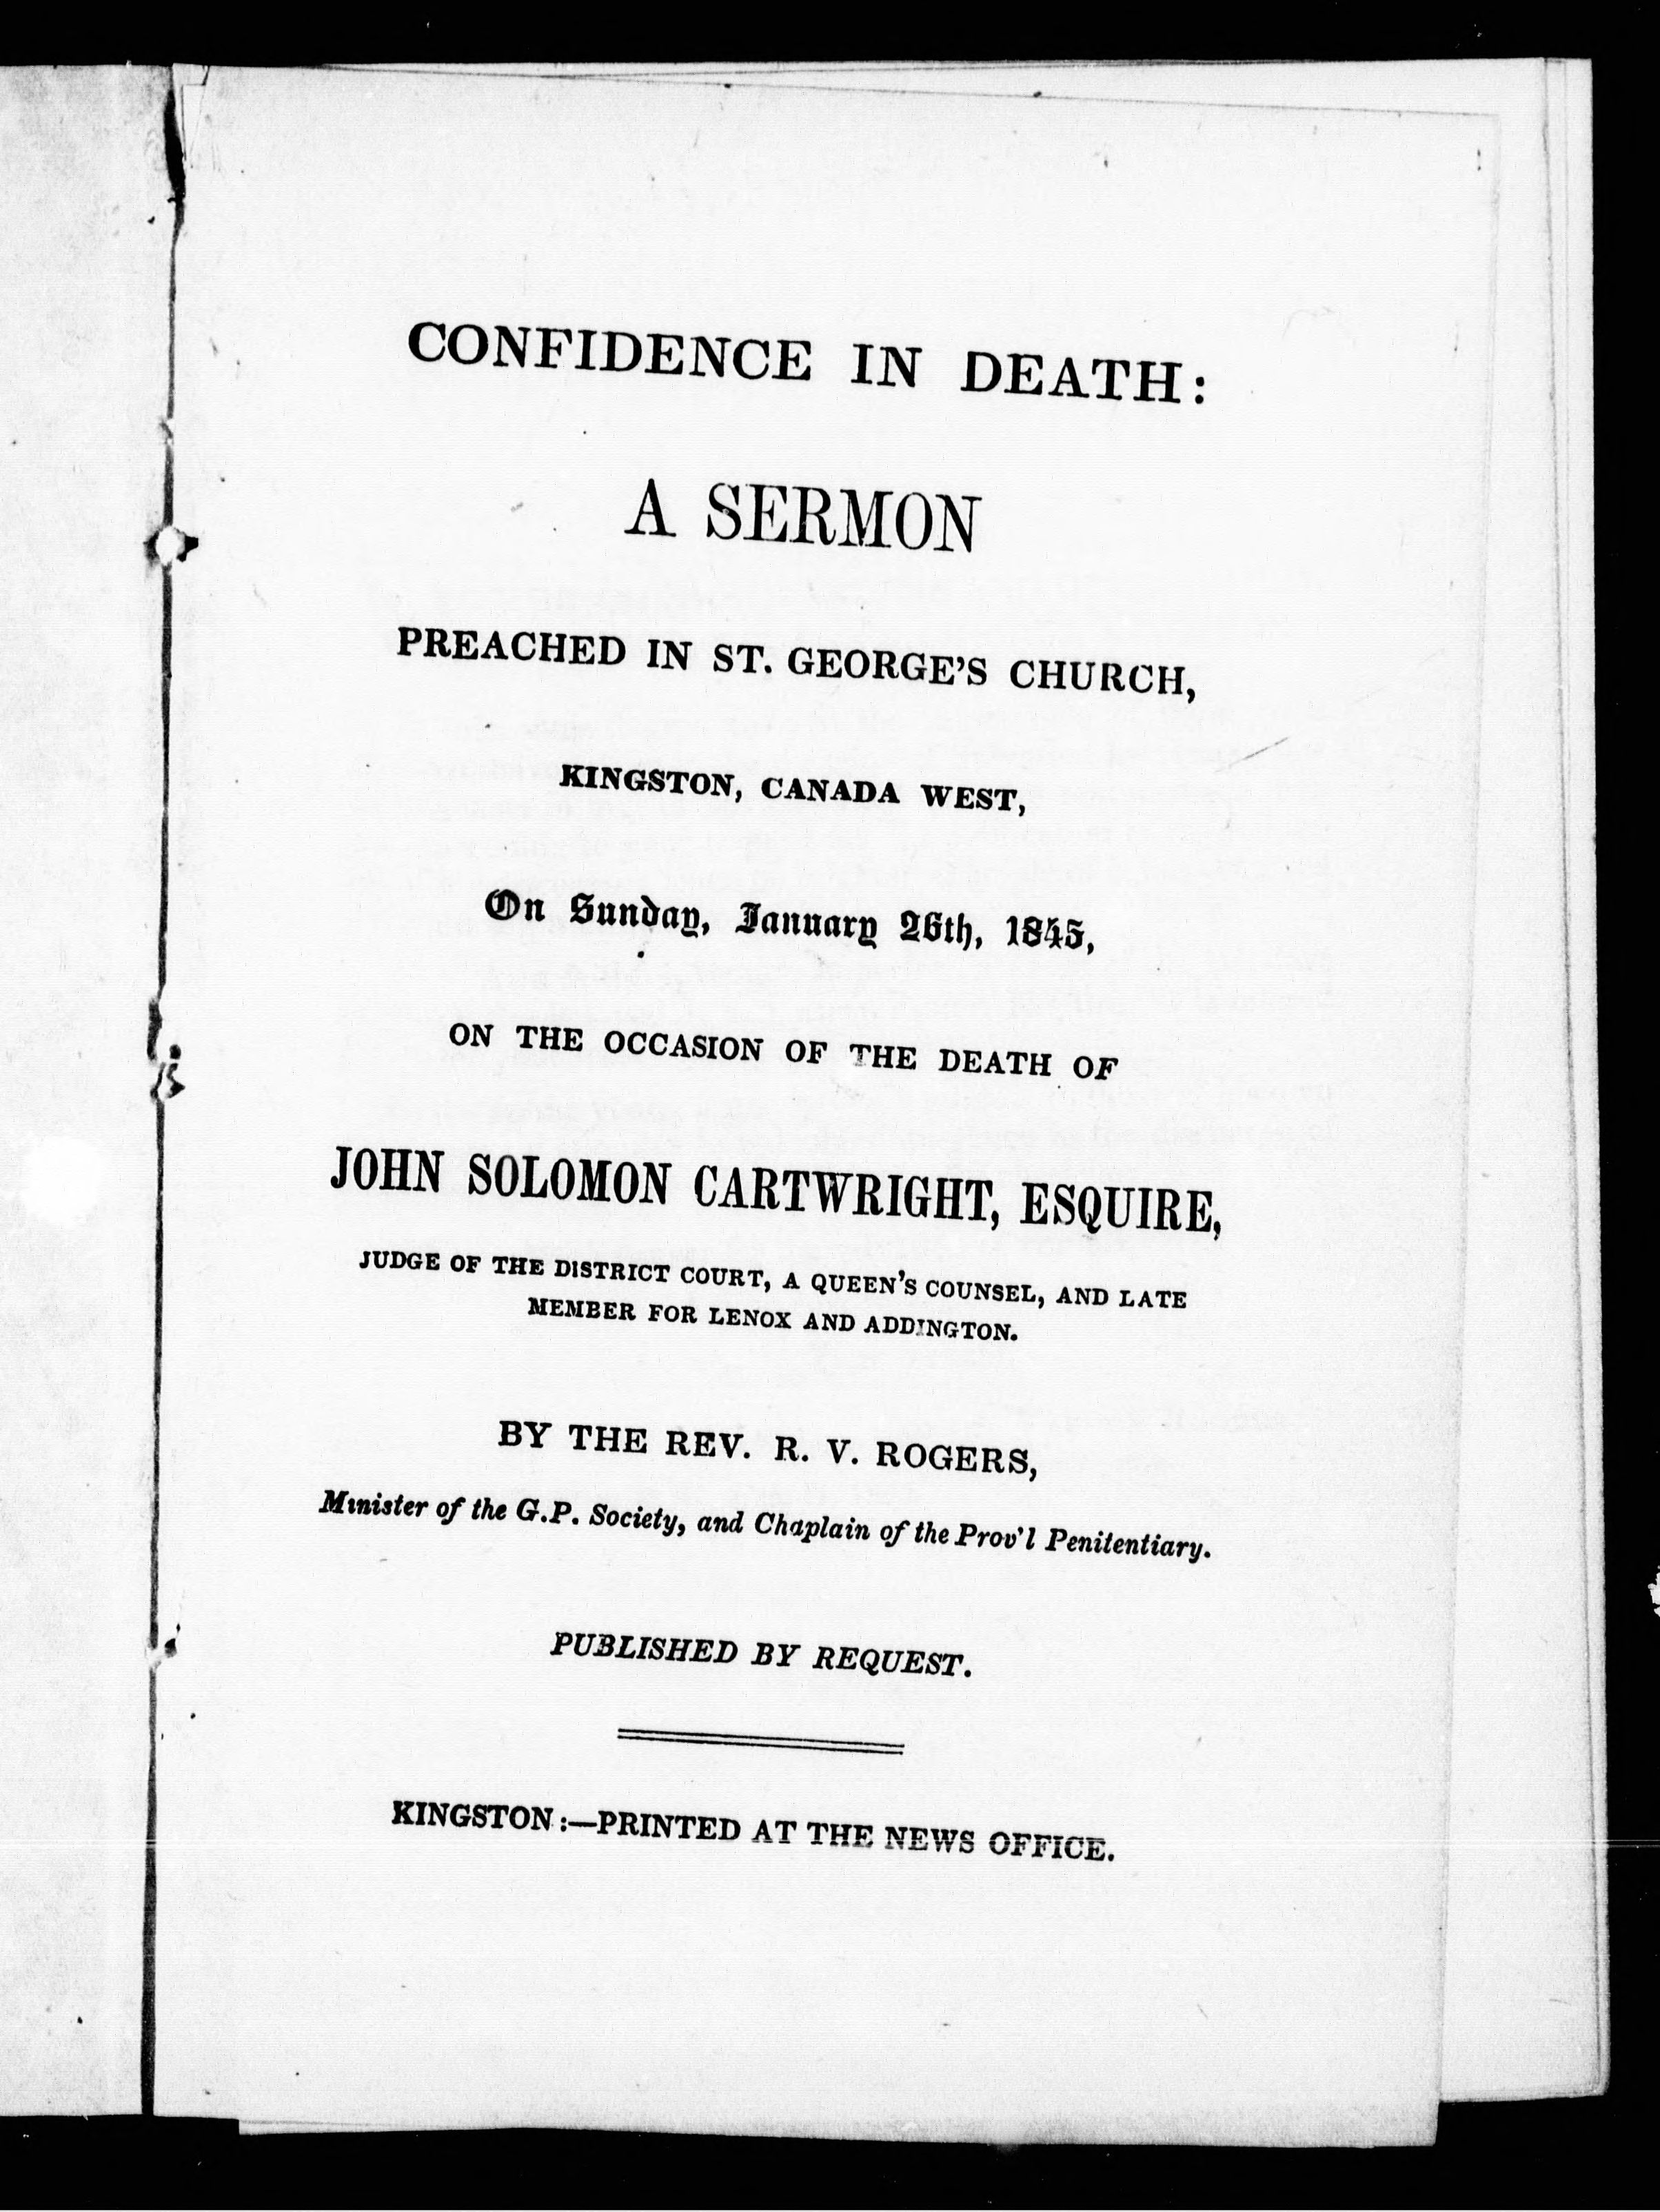 CONFIDENCE IN DEATH:
A SERMON
PREACHED IN ST. GEORGE'S CHURCH,
KINGSTON, CANADA WEST,
On Sunday, January 26th, 1845,
ON THE OCCASION OF THE DEATH OF
JOHN SOLOMON CARTWRIGHT, ESQUIRE,
JUDGE OF THE DISTRICT COURT, A QUEEN'S COUNSEL, AND LATE
MEMBER FOR LENOX AND ADDINGTON.
BY THE REV. R. V. ROGERS,
Minister of the G.P. Society, and Chaplain of the Prov'l Penitentiary.
PUBLISHED BY REQUEST.
KINGSTON:—PRINTED AT THE NEWS OFFICE.